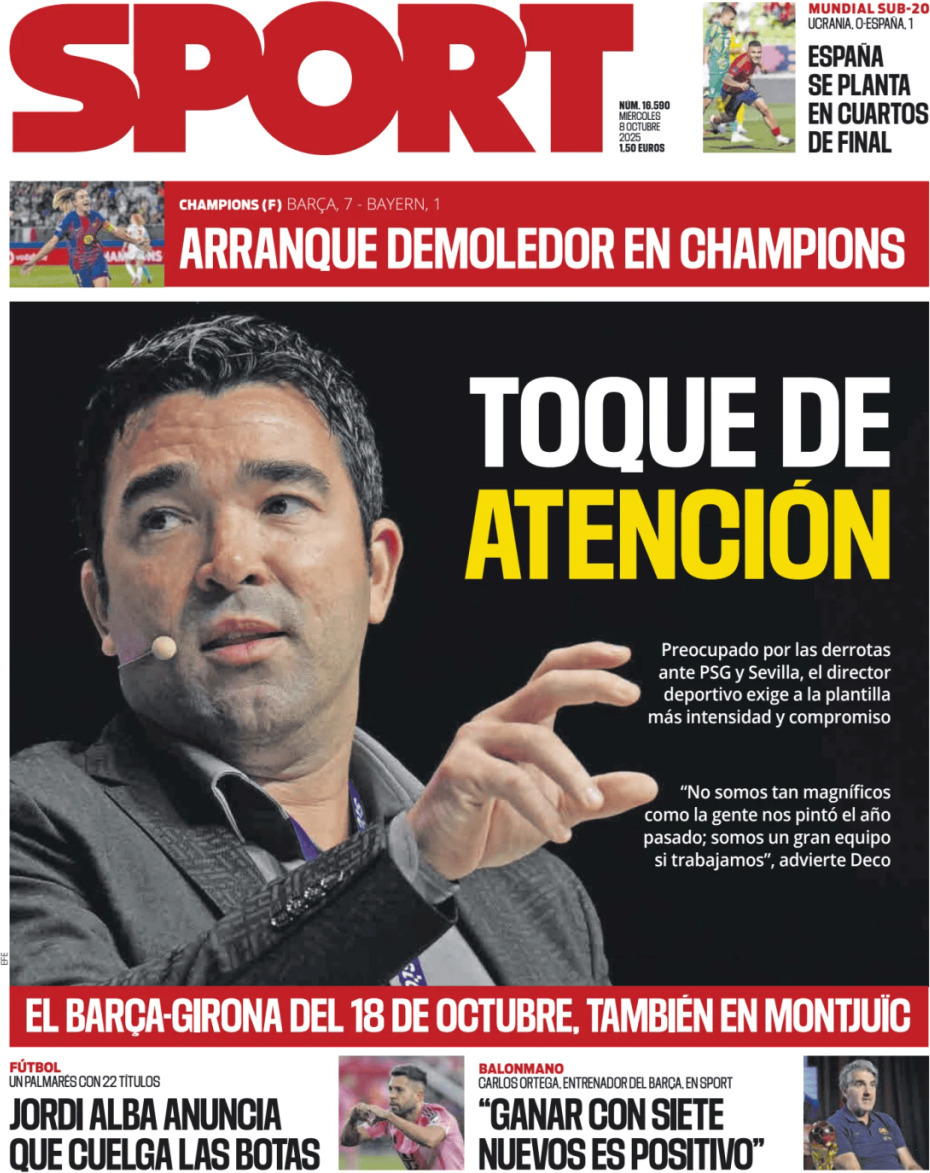 SPORT
NÚM. 16.590
MIÉRCOLES
8 OCTUBRE
2025
1,50 EUROS
MUNDIAL SUB-20
UCRANIA, 0-ESPAÑA, 1
ESPAÑA
SE PLANTA
EN CUARTOS
DE FINAL
CHAMPIONS (F) BARÇA, 7 - BAYERN, 1
ARRANQUE DEMOLEDOR EN CHAMPIONS
TOQUE DE
ATENCIÓN
Preocupado por las derrotas
ante PSG y Sevilla, el director
deportivo exige a la plantilla
más intensidad y compromiso
“No somos tan magníficos
como la gente nos pintó el año
pasado; somos un gran equipo
si trabajamos”, advierte Deco
EFE
EL BARÇA-GIRONA DEL 18 DE OCTUBRE, TAMBIÉN EN MONTJUÏC
FÚTBOL
UN PALMARÉS CON 22 TÍTULOS
JORDI ALBA ANUNCIA
QUE CUELGA LAS BOTAS
BALONMANO
CARLOS ORTEGA, ENTRENADOR DEL BARÇA, EN SPORT
“GANAR CON SIETE
NUEVOS ES POSITIVO”